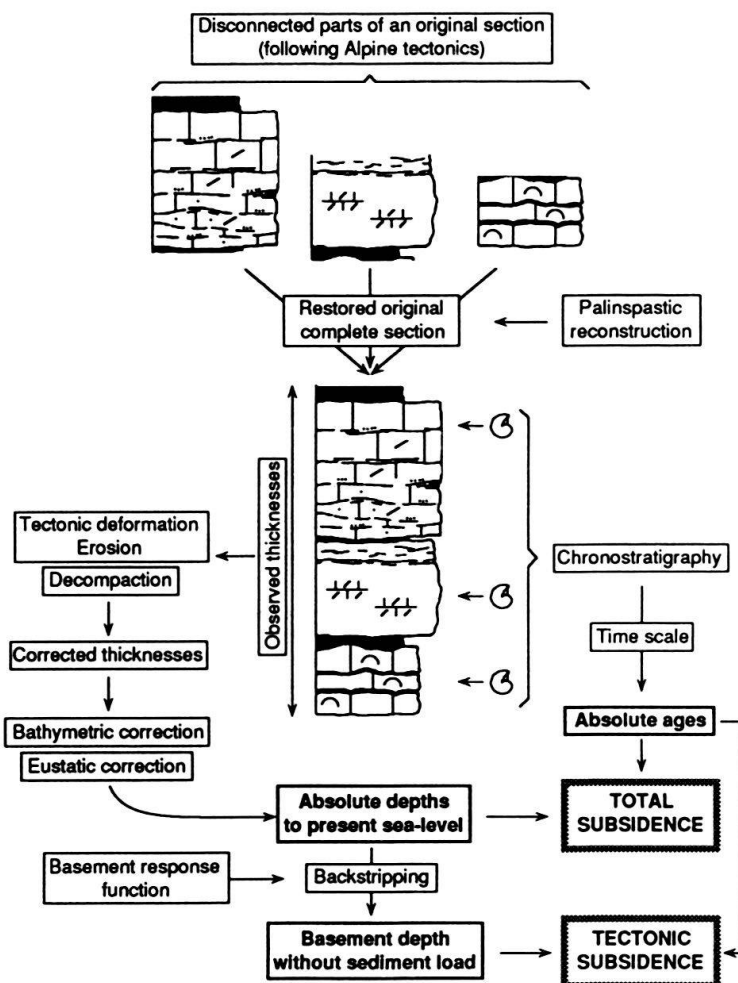 Disconnected parts of an original section
(following Alpine tectonics)
Restored original
complete section
Palinspastic
reconstruction
Observed thicknesses
Tectonic deformation
Erosion
Decompaction
Corrected thicknesses
Bathymetric correction
Eustatic correction
Chronostratigraphy
Time scale
Absolute ages
Absolute depths
to present sea-level
TOTAL
SUBSIDENCE
Basement response
function
Backstripping
Basement depth
without sediment load
TECTONIC
SUBSIDENCE